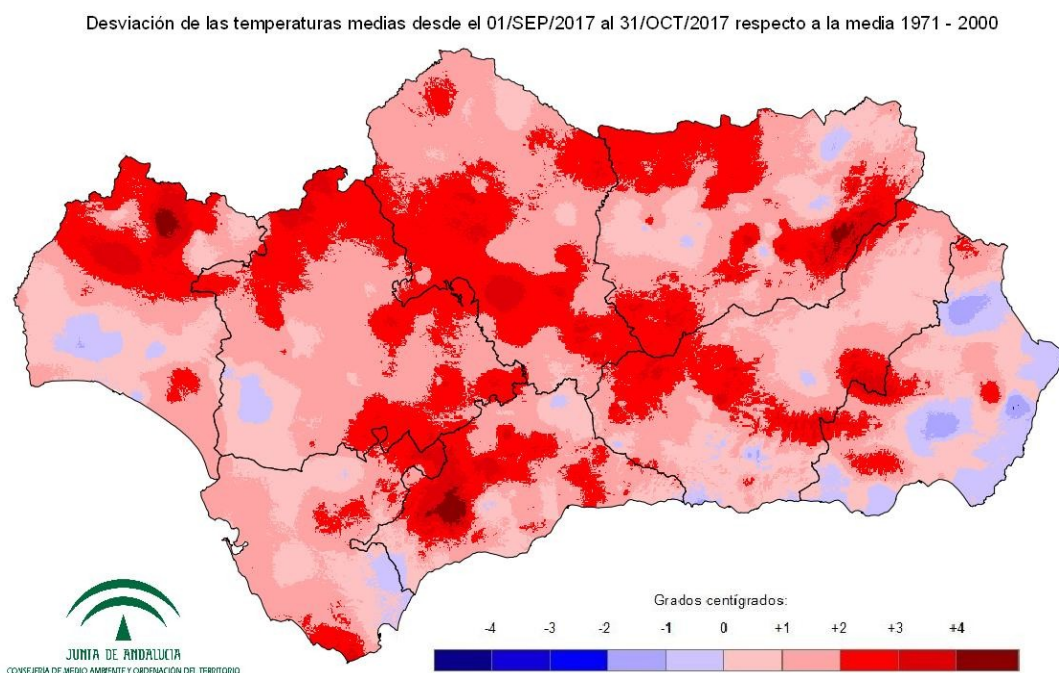 Desviación de las temperaturas medias desde el 01/SEP/2017 al 31/OCT/2017 respecto a la media 1971 - 2000
Grados centígrados:
-4 -3 -2 -1 0 +1 +2 +3 +4
JUNTA DE ANDALUCIA
CONSEJERÍA DE MEDIO AMBIENTE Y ORDENACIÓN DEL TERRITORIO